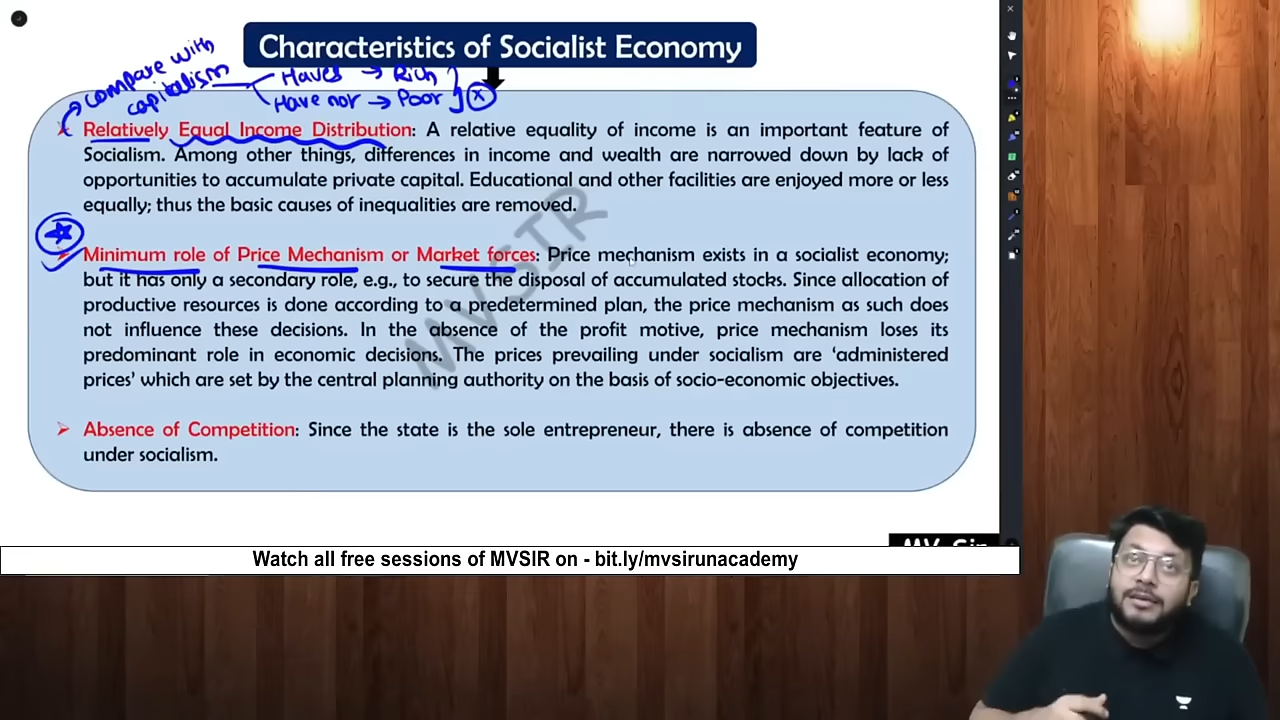 Characteristics of Socialist Economy
compare with
capitalism
Haves → Rich
Have not → Poor
X
➢ Relatively Equal Income Distribution: A relative equality of income is an important feature of
Socialism. Among other things, differences in income and wealth are narrowed down by lack of
opportunities to accumulate private capital. Educational and other facilities are enjoyed more or less
equally; thus the basic causes of inequalities are removed.
➢ Minimum role of Price Mechanism or Market forces: Price mechanism exists in a socialist economy;
but it has only a secondary role, e.g., to secure the disposal of accumulated stocks. Since allocation of
productive resources is done according to a predetermined plan, the price mechanism as such does
not influence these decisions. In the absence of the profit motive, price mechanism loses its
predominant role in economic decisions. The prices prevailing under socialism are ‘administered
prices’ which are set by the central planning authority on the basis of socio-economic objectives.
➢ Absence of Competition: Since the state is the sole entrepreneur, there is absence of competition
under socialism.
MVSIR
MV Sir
Watch all free sessions of MVSIR on - bit.ly/mvsirunacademy